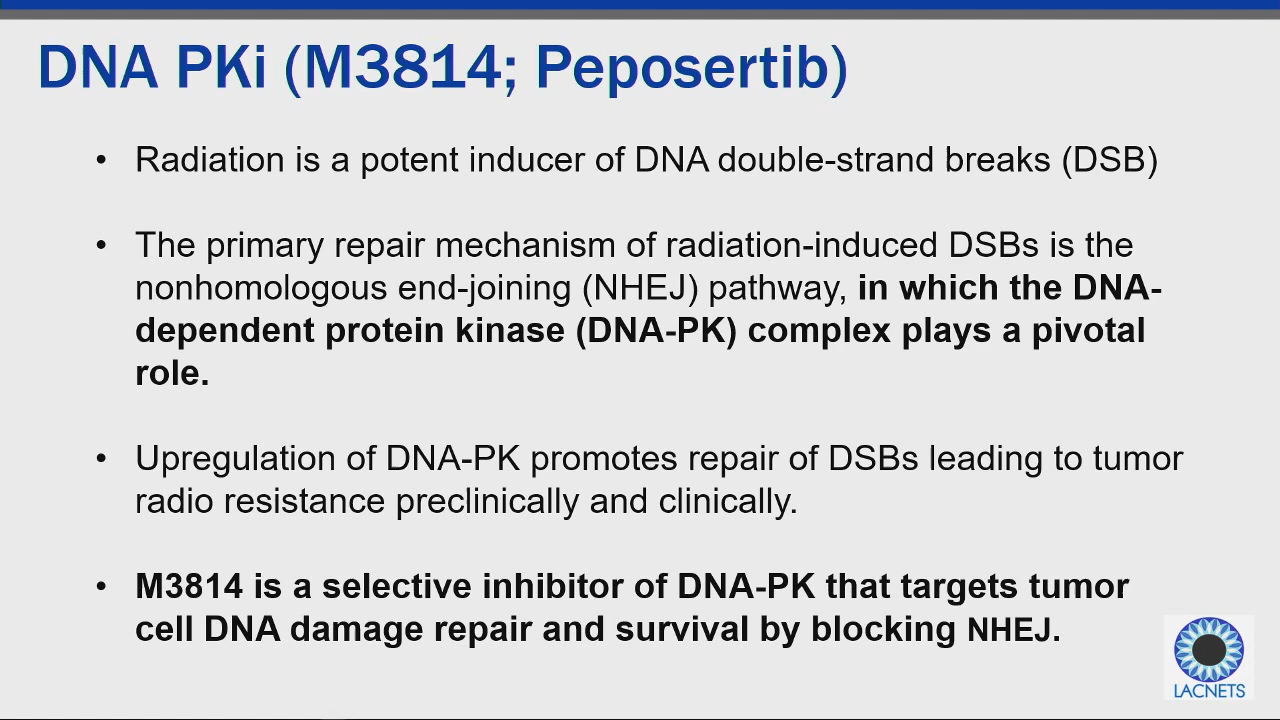 DNA PKi (M3814; Peposertib)
• Radiation is a potent inducer of DNA double-strand breaks (DSB)
• The primary repair mechanism of radiation-induced DSBs is the
nonhomologous end-joining (NHEJ) pathway, in which the DNA-
dependent protein kinase (DNA-PK) complex plays a pivotal
role.
• Upregulation of DNA-PK promotes repair of DSBs leading to tumor
radio resistance preclinically and clinically.
• M3814 is a selective inhibitor of DNA-PK that targets tumor
cell DNA damage repair and survival by blocking NHEJ.
LACNETS